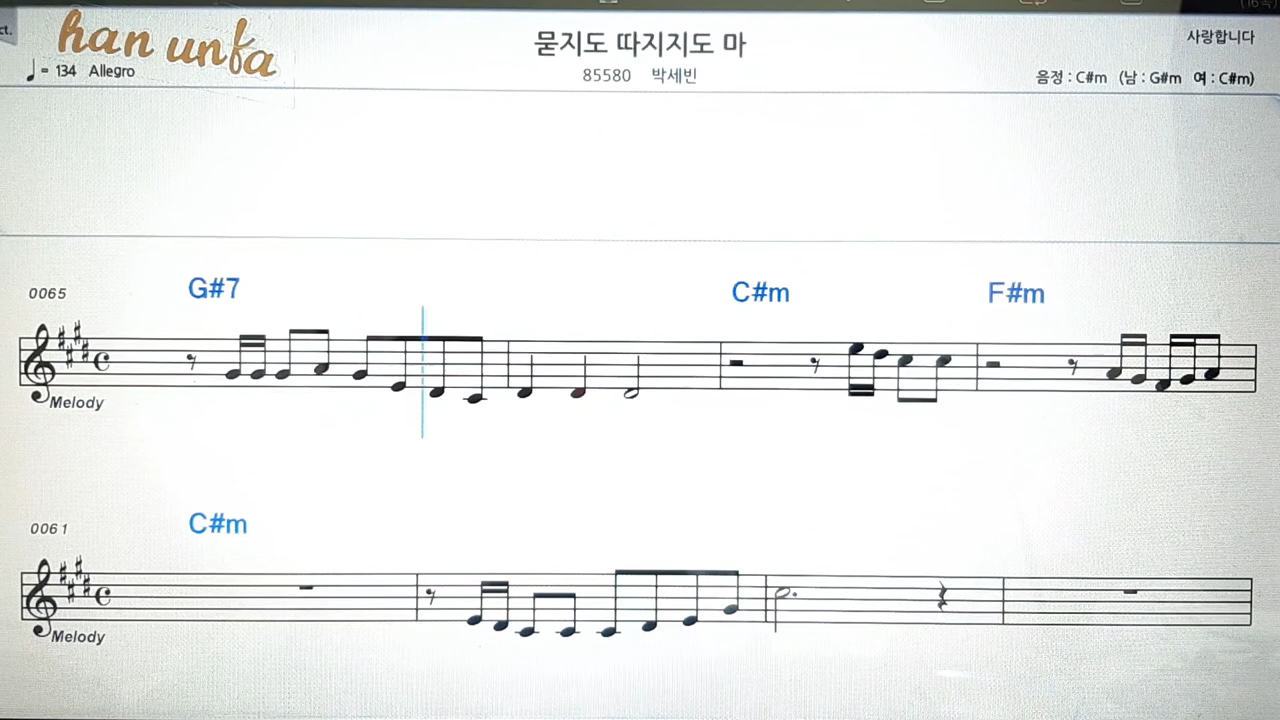 ct.
han unfa
묻지도 따지지도 마
사랑합니다
♩= 134 Allegro
85580 박세빈
음정 : C#m (남 : G#m 여 : C#m)
0065
G#7
C#m
F#m
Melody
0061
C#m
Melody